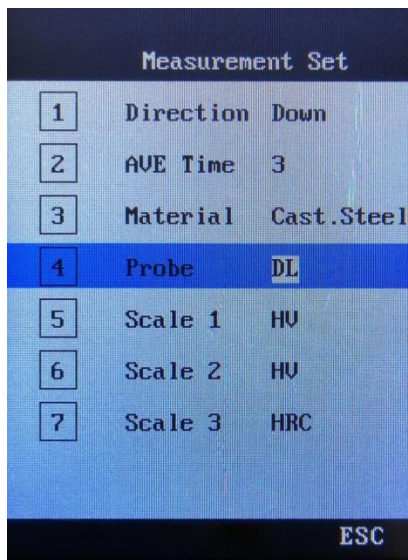 Measurement Set
1 Direction Down
2 AVE Time 3
3 Material Cast.Steel
4 Probe DL
5 Scale 1 HV
6 Scale 2 HV
7 Scale 3 HRC
ESC